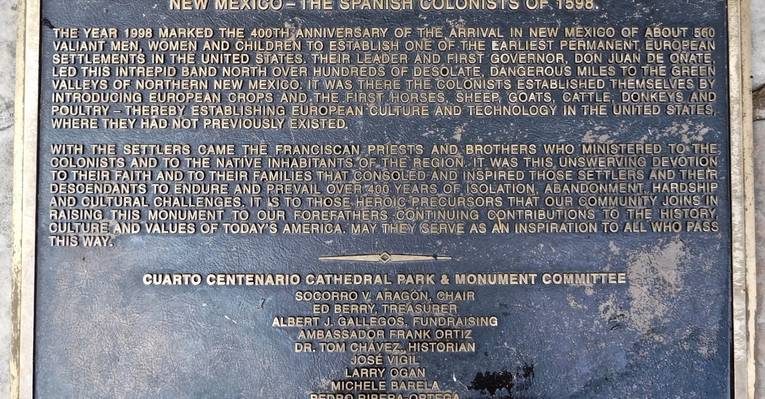 NEW MEXICO – THE SPANISH COLONISTS OF 1598.
THE YEAR 1998 MARKED THE 400TH ANNIVERSARY OF THE ARRIVAL IN NEW MEXICO OF ABOUT 560
VALIANT MEN, WOMEN AND CHILDREN TO ESTABLISH ONE OF THE EARLIEST PERMANENT EUROPEAN
SETTLEMENTS IN THE UNITED STATES. THEIR LEADER AND FIRST GOVERNOR, DON JUAN DE OÑATE,
LED THIS INTREPID BAND NORTH OVER HUNDREDS OF DESOLATE, DANGEROUS MILES TO THE GREEN
VALLEYS OF NORTHERN NEW MEXICO. IT WAS THERE THE COLONISTS ESTABLISHED THEMSELVES BY
INTRODUCING EUROPEAN CROPS AND THE FIRST HORSES, SHEEP, GOATS, CATTLE, DONKEYS AND
POULTRY – THEREBY ESTABLISHING EUROPEAN CULTURE AND TECHNOLOGY IN THE UNITED STATES,
WHERE THEY HAD NOT PREVIOUSLY EXISTED.
WITH THE SETTLERS CAME THE FRANCISCAN PRIESTS AND BROTHERS WHO MINISTERED TO THE
COLONISTS AND TO THE NATIVE INHABITANTS OF THE REGION. IT WAS THIS UNSWERVING DEVOTION
TO THEIR FAITH AND TO THEIR FAMILIES THAT CONSOLED AND INSPIRED THOSE SETTLERS AND THEIR
DESCENDANTS TO ENDURE AND PREVAIL OVER 400 YEARS OF ISOLATION, ABANDONMENT, HARDSHIP
AND CULTURAL CHALLENGES. IT IS TO THOSE HEROIC PRECURSORS THAT OUR COMMUNITY JOINS IN
RAISING THIS MONUMENT TO OUR FOREFATHERS CONTINUING CONTRIBUTIONS TO THE HISTORY,
CULTURE AND VALUES OF TODAY'S AMERICA. MAY THEY SERVE AS AN INSPIRATION TO ALL WHO PASS
THIS WAY.
CUARTO CENTENARIO CATHEDRAL PARK & MONUMENT COMMITTEE
SOCORRO V. ARAGÓN, CHAIR
ED BERRY, TREASURER
ALBERT J. GALLEGOS, FUNDRAISING
AMBASSADOR FRANK ORTIZ
DR. TOM CHÁVEZ, HISTORIAN
JOSÉ VIGIL
LARRY OGAN
MICHELE BARELA
PEDRO RIBERA-ORTEGA